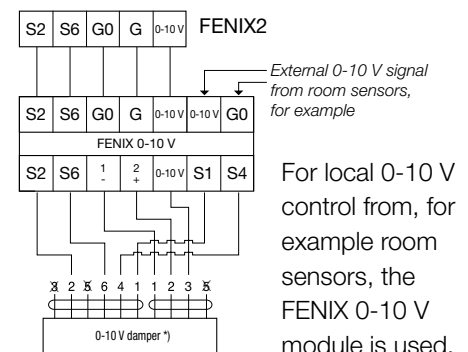 S2 S6 G0 G 0-10 V FENIX2
External 0-10 V signal
from room sensors,
for example
S2 S6 G0 G 0-10 V 0-10 V G0
FENIX 0-10 V
S2 S6 1 - 2 + 0-10 V S1 S4
3 2 5 6 4 1 1 2 3 5
0-10 V damper *)
For local 0-10 V
control from, for
example room
sensors, the
FENIX 0-10 V
module is used.